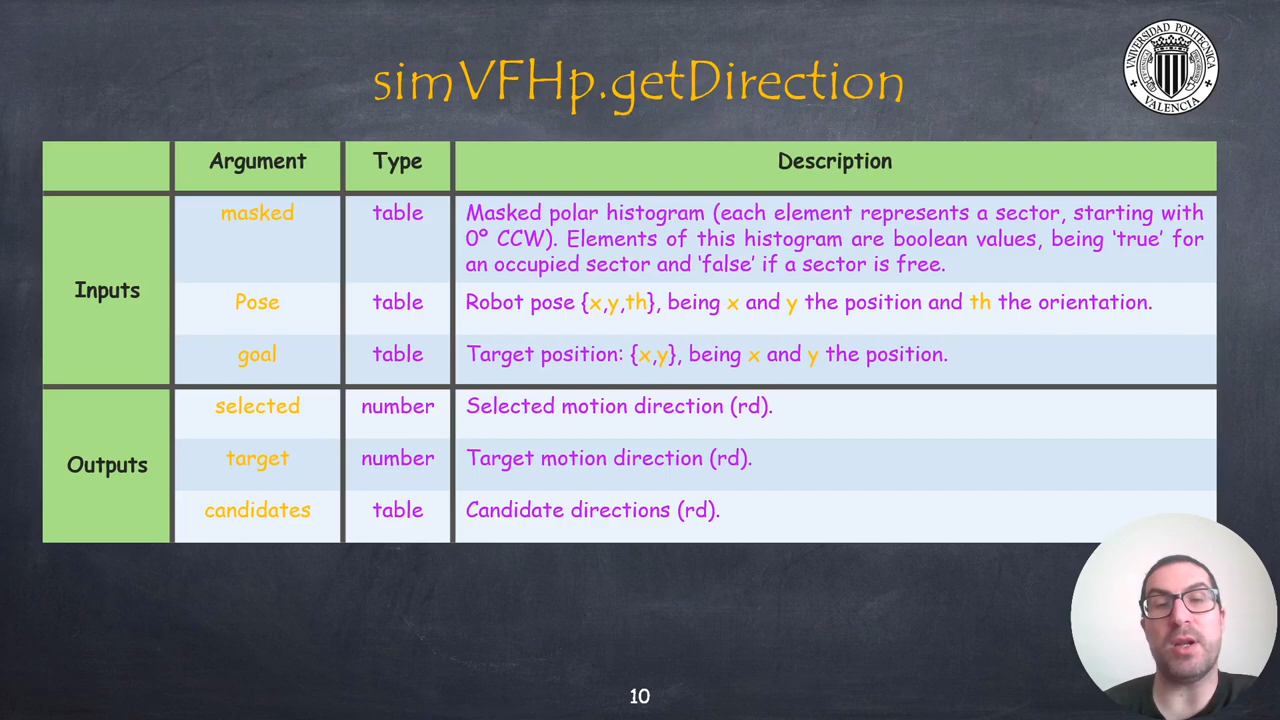 simVFHp.getDirection
UNIVERSIDAD POLITECNICA
VALENCIA
Argument Type Description
Inputs
masked table Masked polar histogram (each element represents a sector, starting with
0º CCW). Elements of this histogram are boolean values, being ‘true’ for
an occupied sector and ‘false’ if a sector is free.
Pose table Robot pose {x,y,th}, being x and y the position and th the orientation.
goal table Target position: {x,y}, being x and y the position.
Outputs
selected number Selected motion direction (rd).
target number Target motion direction (rd).
candidates table Candidate directions (rd).
10